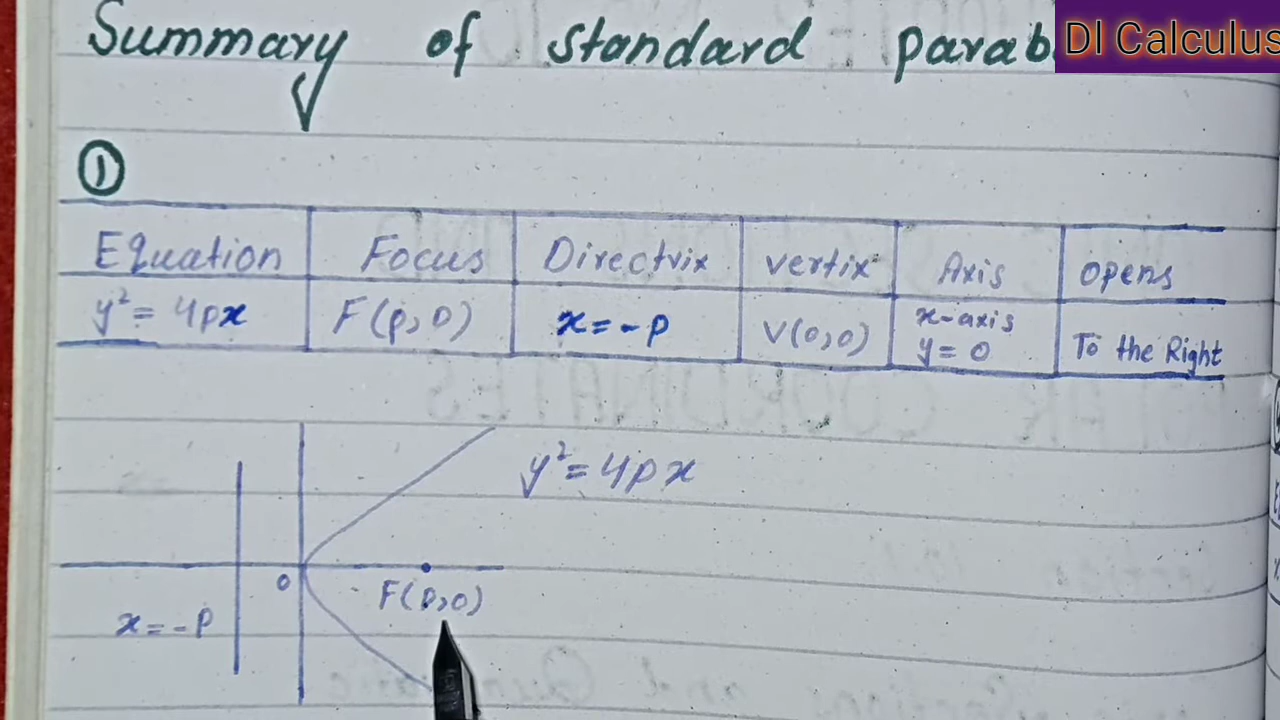 Summary of standard parab
DI Calculus
①
Equation Focus Directrix vertix Axis opens
y² = 4px F(p,0) x = -p V(0,0) x-axis y = 0 To the Right
y² = 4px
0
F(p,0)
x = -p